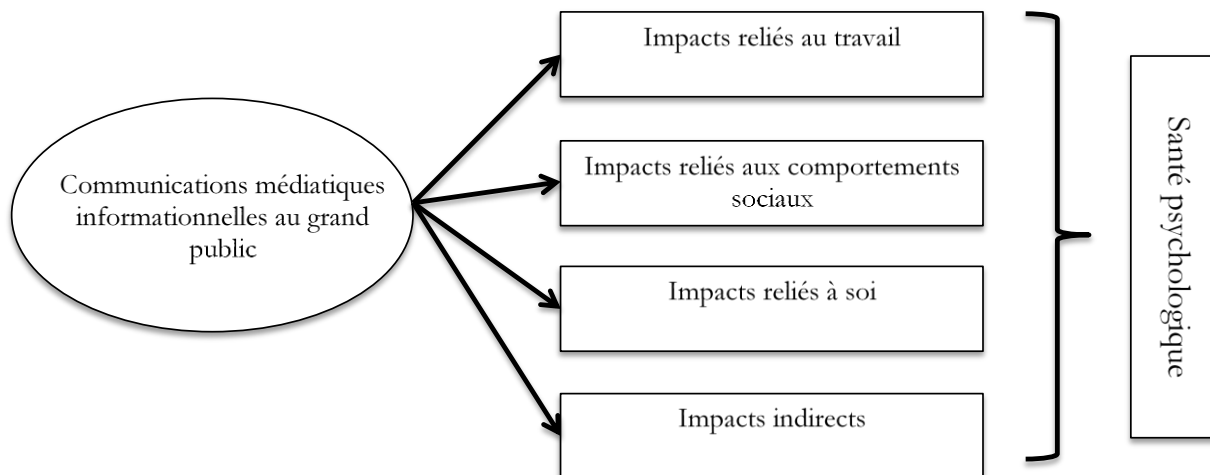 Impacts reliés au travail
Communications médiatiques
informationnelles au grand
public
Impacts reliés aux comportements
sociaux
Impacts reliés à soi
Impacts indirects
Santé psychologique